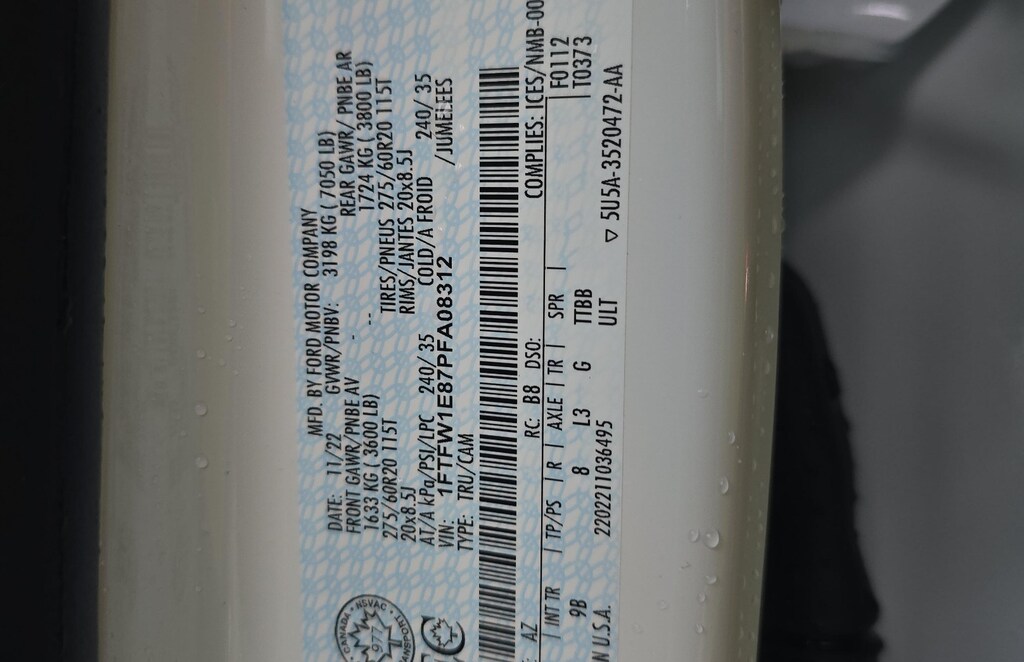 MFD. BY FORD MOTOR COMPANY
DATE: 11/22 GVWR/PNBV: 3198 KG ( 7050 LB)
FRONT GAWR/PNBE AV - REAR GAWR/ PNBE AR
1633 KG ( 3600 LB) -- 1724 KG ( 3800 LB)
275/60R20 115T TIRES/PNEUS 275/60R20 115T
20x8.5J RIMS/JANTES 20x8.5J
AT/A kPa/PSI/LPC 240/ 35 COLD/A FROID 240/ 35
VIN: 1FTFW1E87PFA08312 /JUMELEES
TYPE: TRU/CAM
CANADA NSVAC
977
AZ RC: B8 DSO: COMPLIES: ICES/NMB-00
INT TR | TP/PS | R | AXLE | TR | SPR | F0112
9B 8 L3 G TTBB T0373
N U.S.A. 2202211036495 ULT ▽ 5U5A-3520472-AA